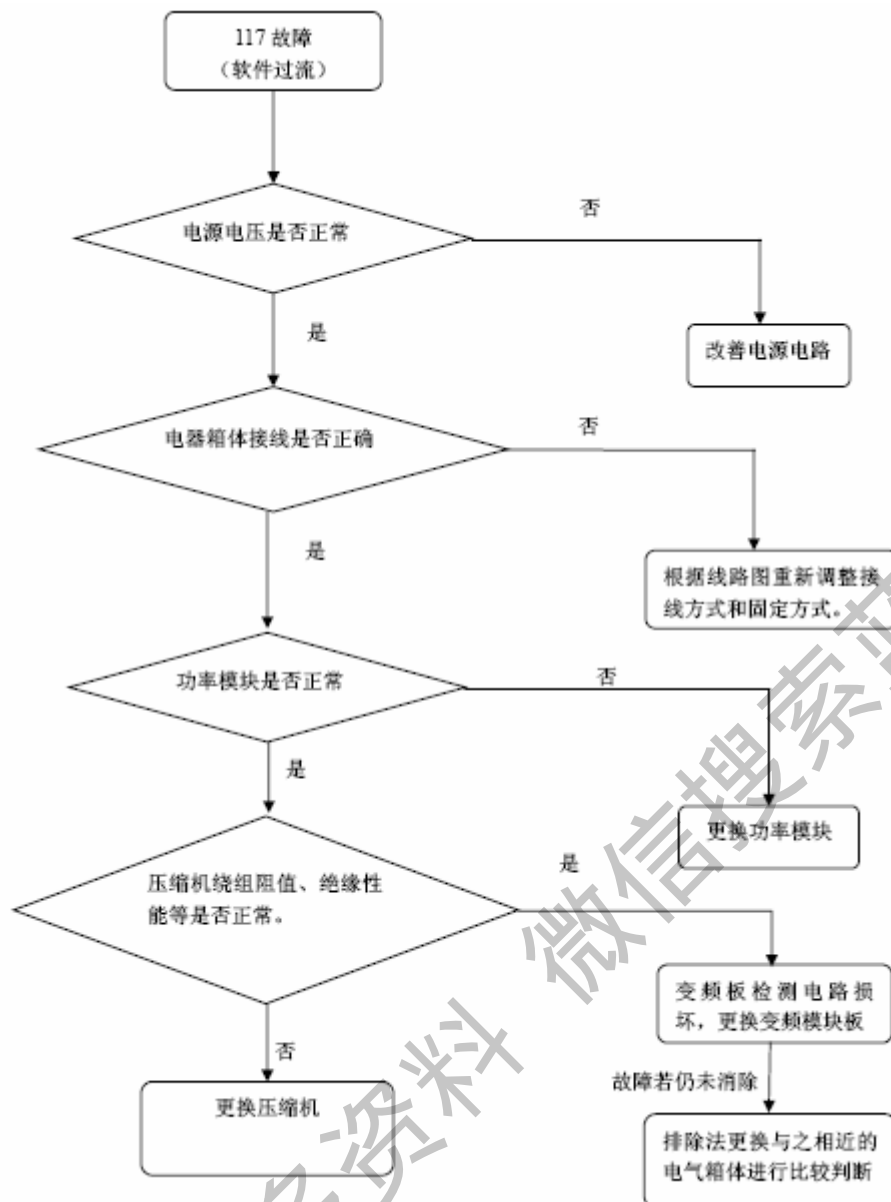 117 故障
（软件过流）
电源电压是否正常
否
是
改善电源电路
电器箱体接线是否正确
否
是
根据线路图重新调整接
线方式和固定方式。
功率模块是否正常
否
是
更换功率模块
压缩机绕组阻值、绝缘性
能等是否正常。
是
变频板检测电路损
坏，更换变频模块板
否
故障若仍未消除
更换压缩机
排除法更换与之相近的
电气箱体进行比较判断
资料 微信搜索